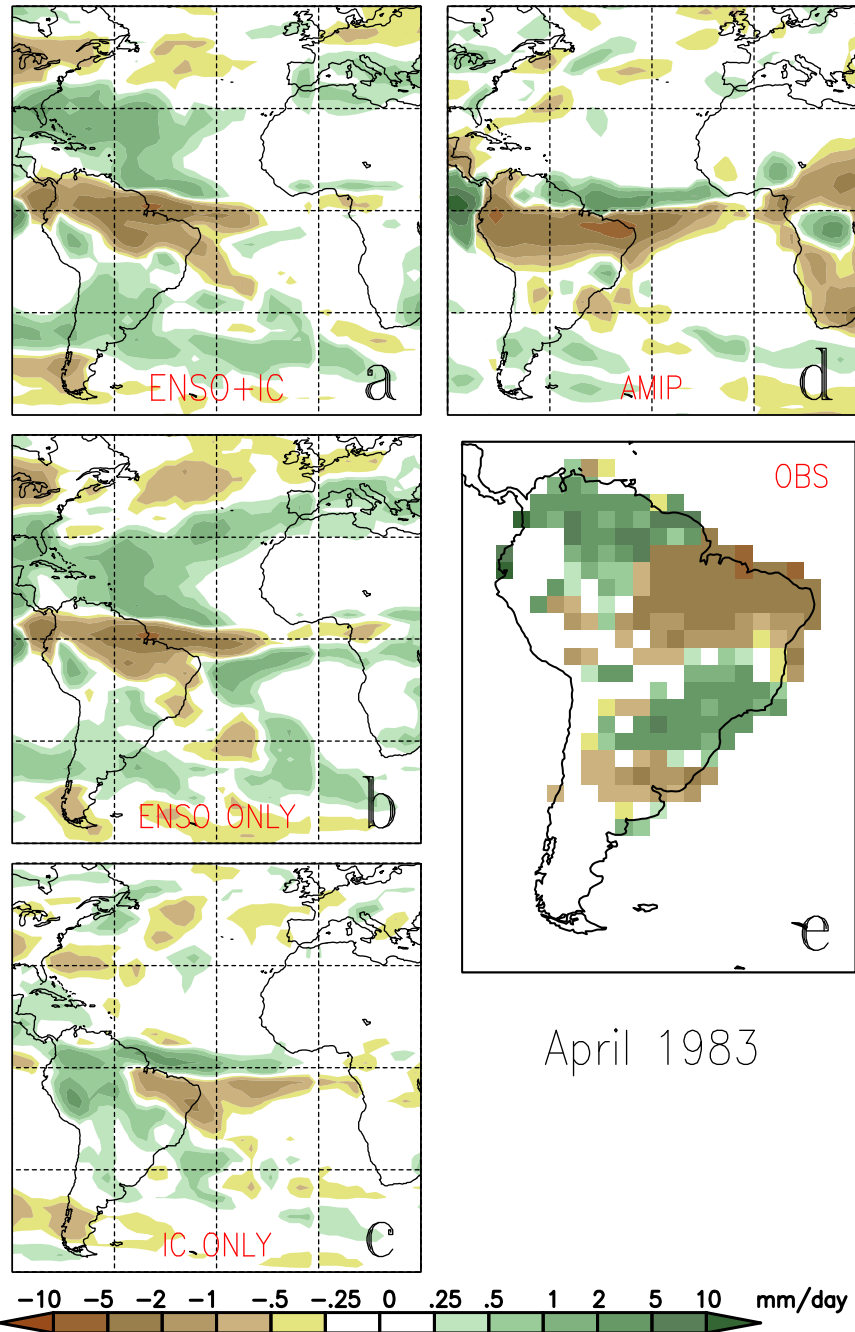 ENSO+IC
a
AMIP
d
ENSO ONLY
b
OBS
e
IC ONLY
c
April 1983
−10 −5 −2 −1 −.5 −.25 0 .25 .5 1 2 5 10 mm/day